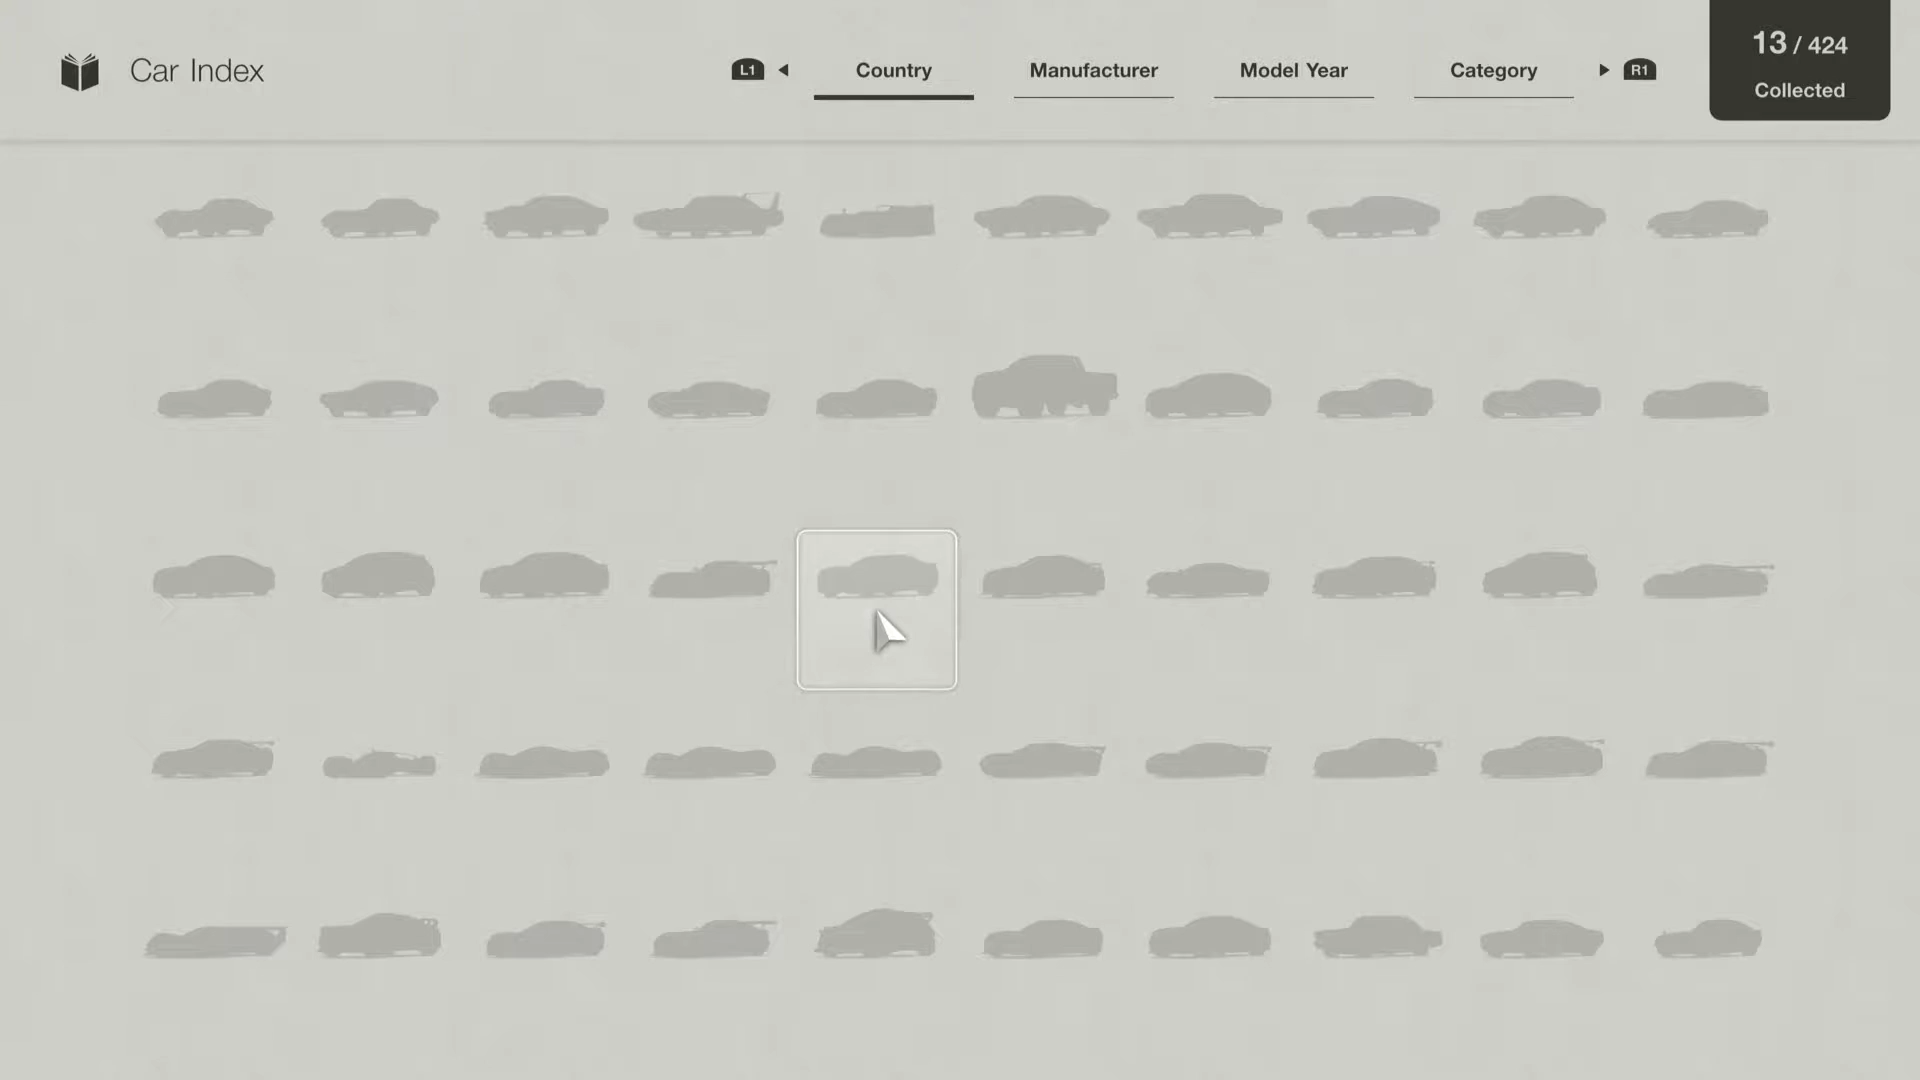 Car Index
L1
Country
Manufacturer
Model Year
Category
R1
13 / 424
Collected